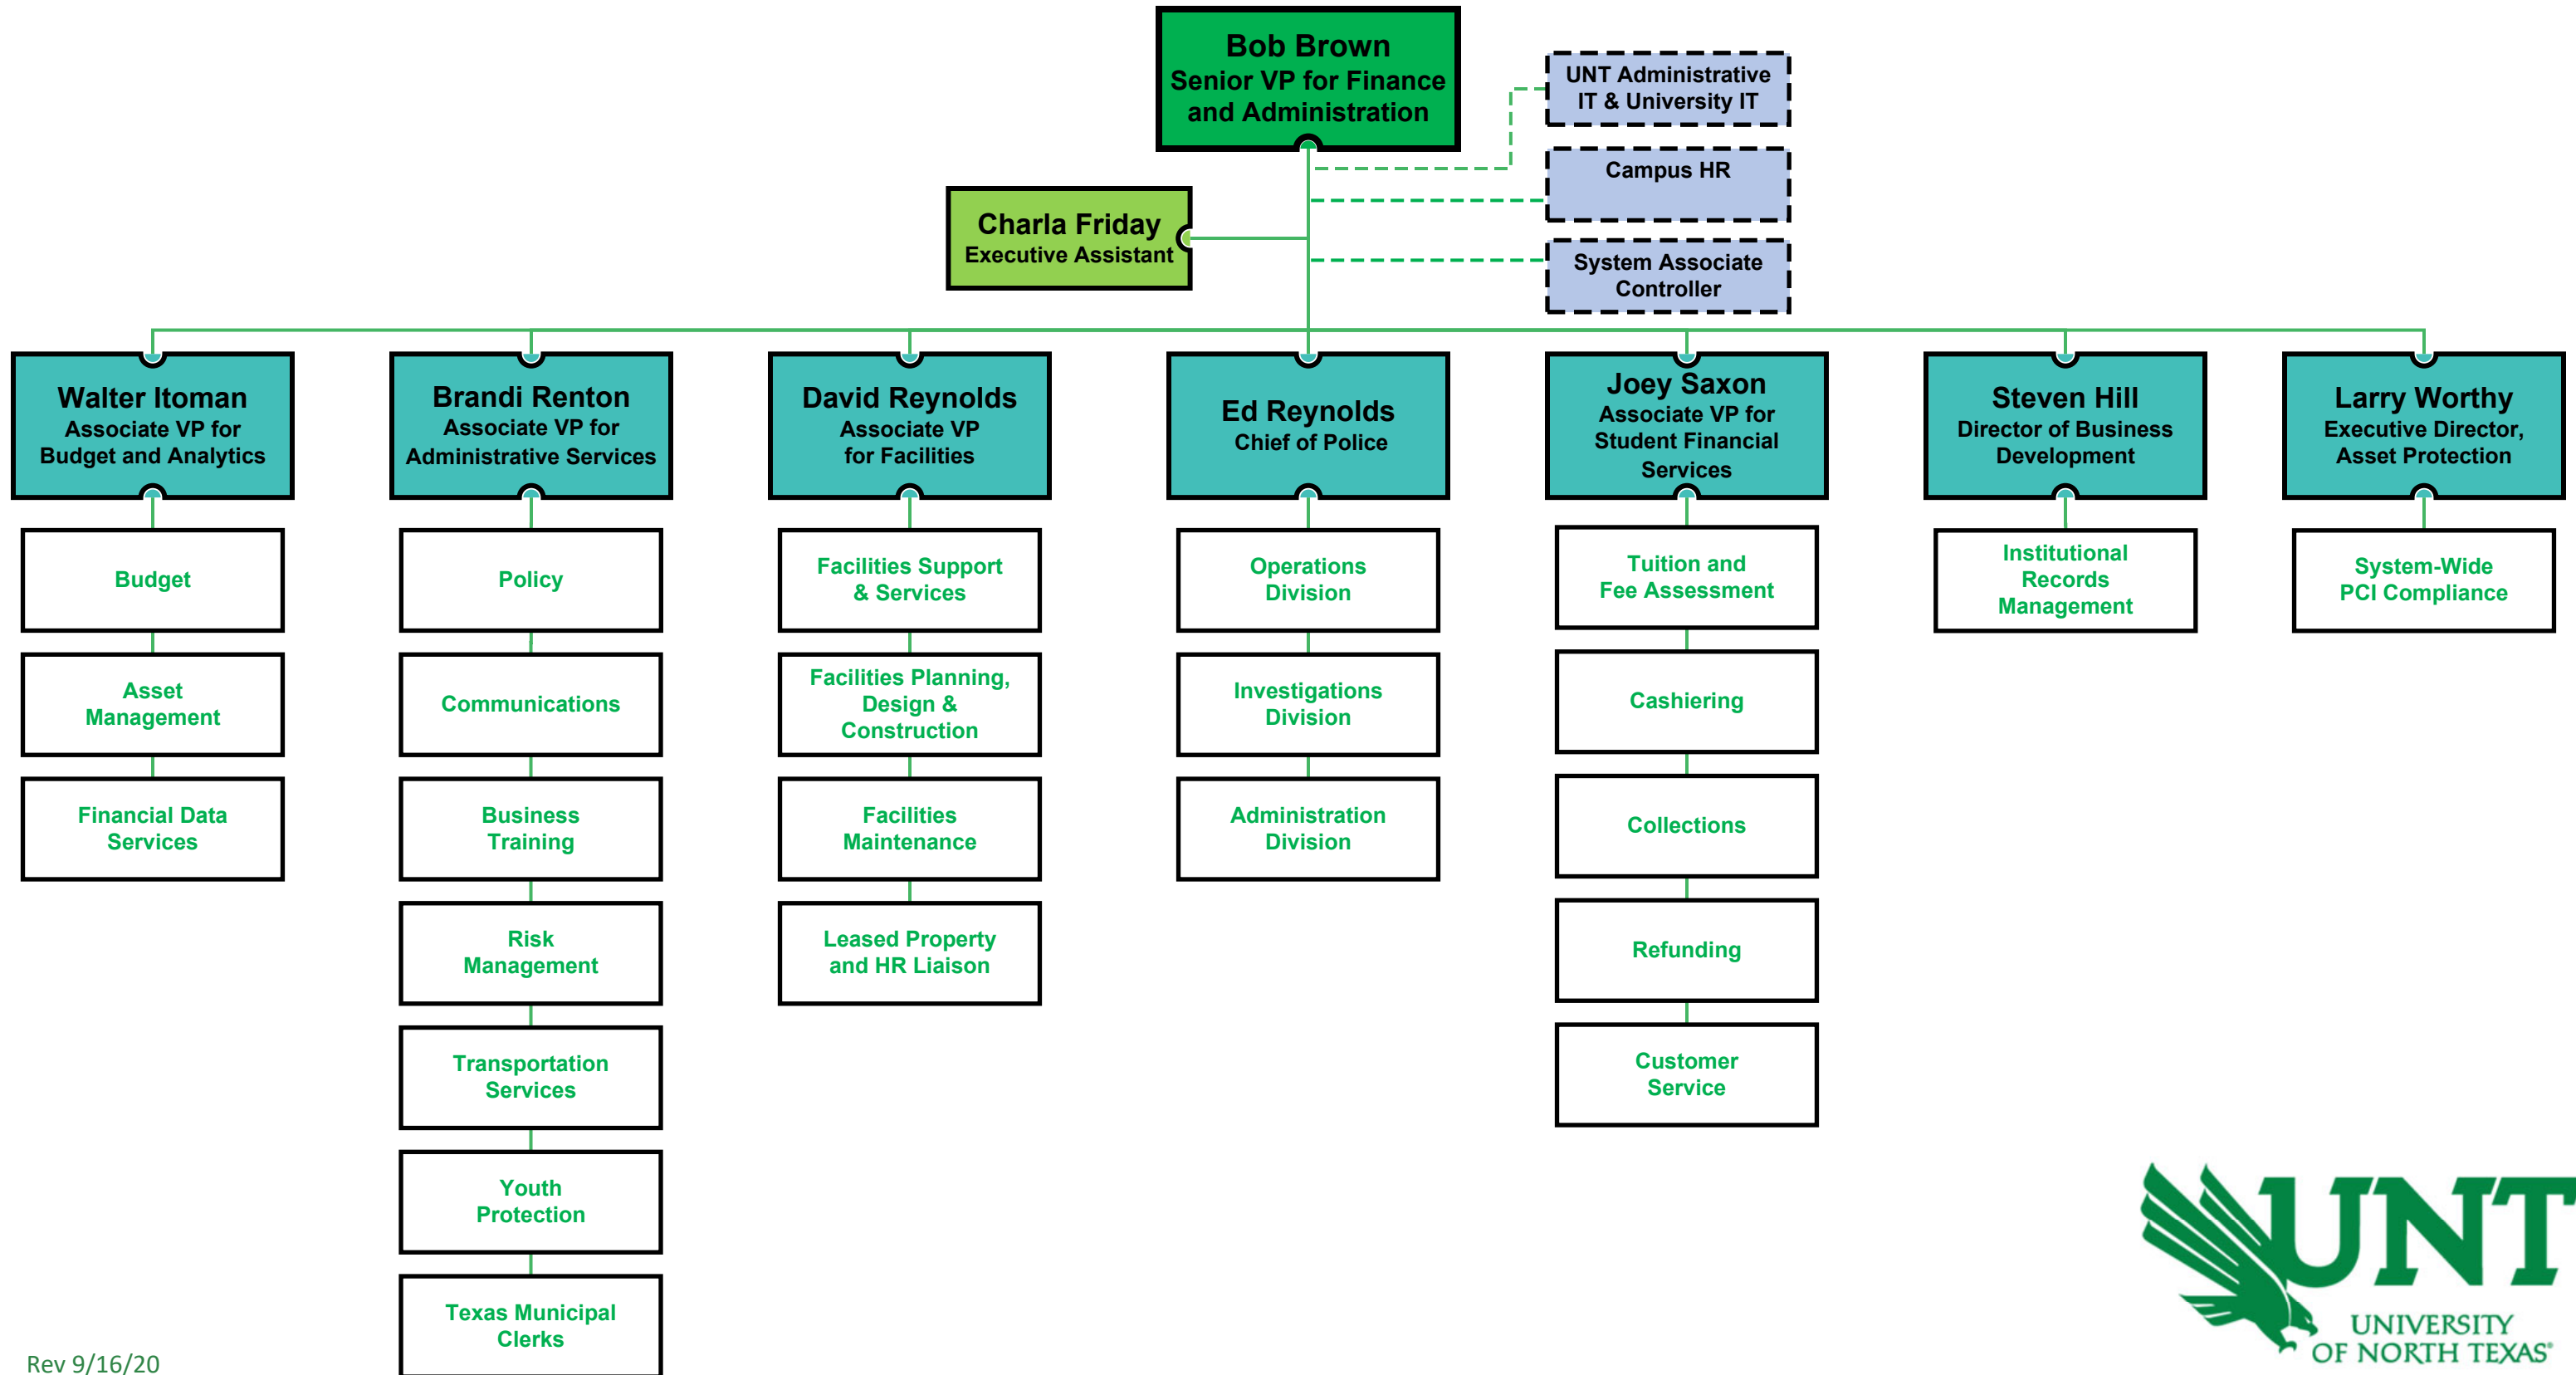 Bob Brown
Senior VP for Finance
and Administration
UNT Administrative
IT & University IT
Campus HR
System Associate
Controller
Charla Friday
Executive Assistant
Walter Itoman
Associate VP for
Budget and Analytics
Budget
Asset
Management
Financial Data
Services
Brandi Renton
Associate VP for
Administrative Services
Policy
Communications
Business
Training
Risk
Management
Transportation
Services
Youth
Protection
Texas Municipal
Clerks
David Reynolds
Associate VP
for Facilities
Facilities Support
& Services
Facilities Planning,
Design &
Construction
Facilities
Maintenance
Leased Property
and HR Liaison
Ed Reynolds
Chief of Police
Operations
Division
Investigations
Division
Administration
Division
Joey Saxon
Associate VP for
Student Financial
Services
Tuition and
Fee Assessment
Cashiering
Collections
Refunding
Customer
Service
Steven Hill
Director of Business
Development
Institutional
Records
Management
Larry Worthy
Executive Director,
Asset Protection
System-Wide
PCI Compliance
Rev 9/16/20
UNT
UNIVERSITY
OF NORTH TEXAS®